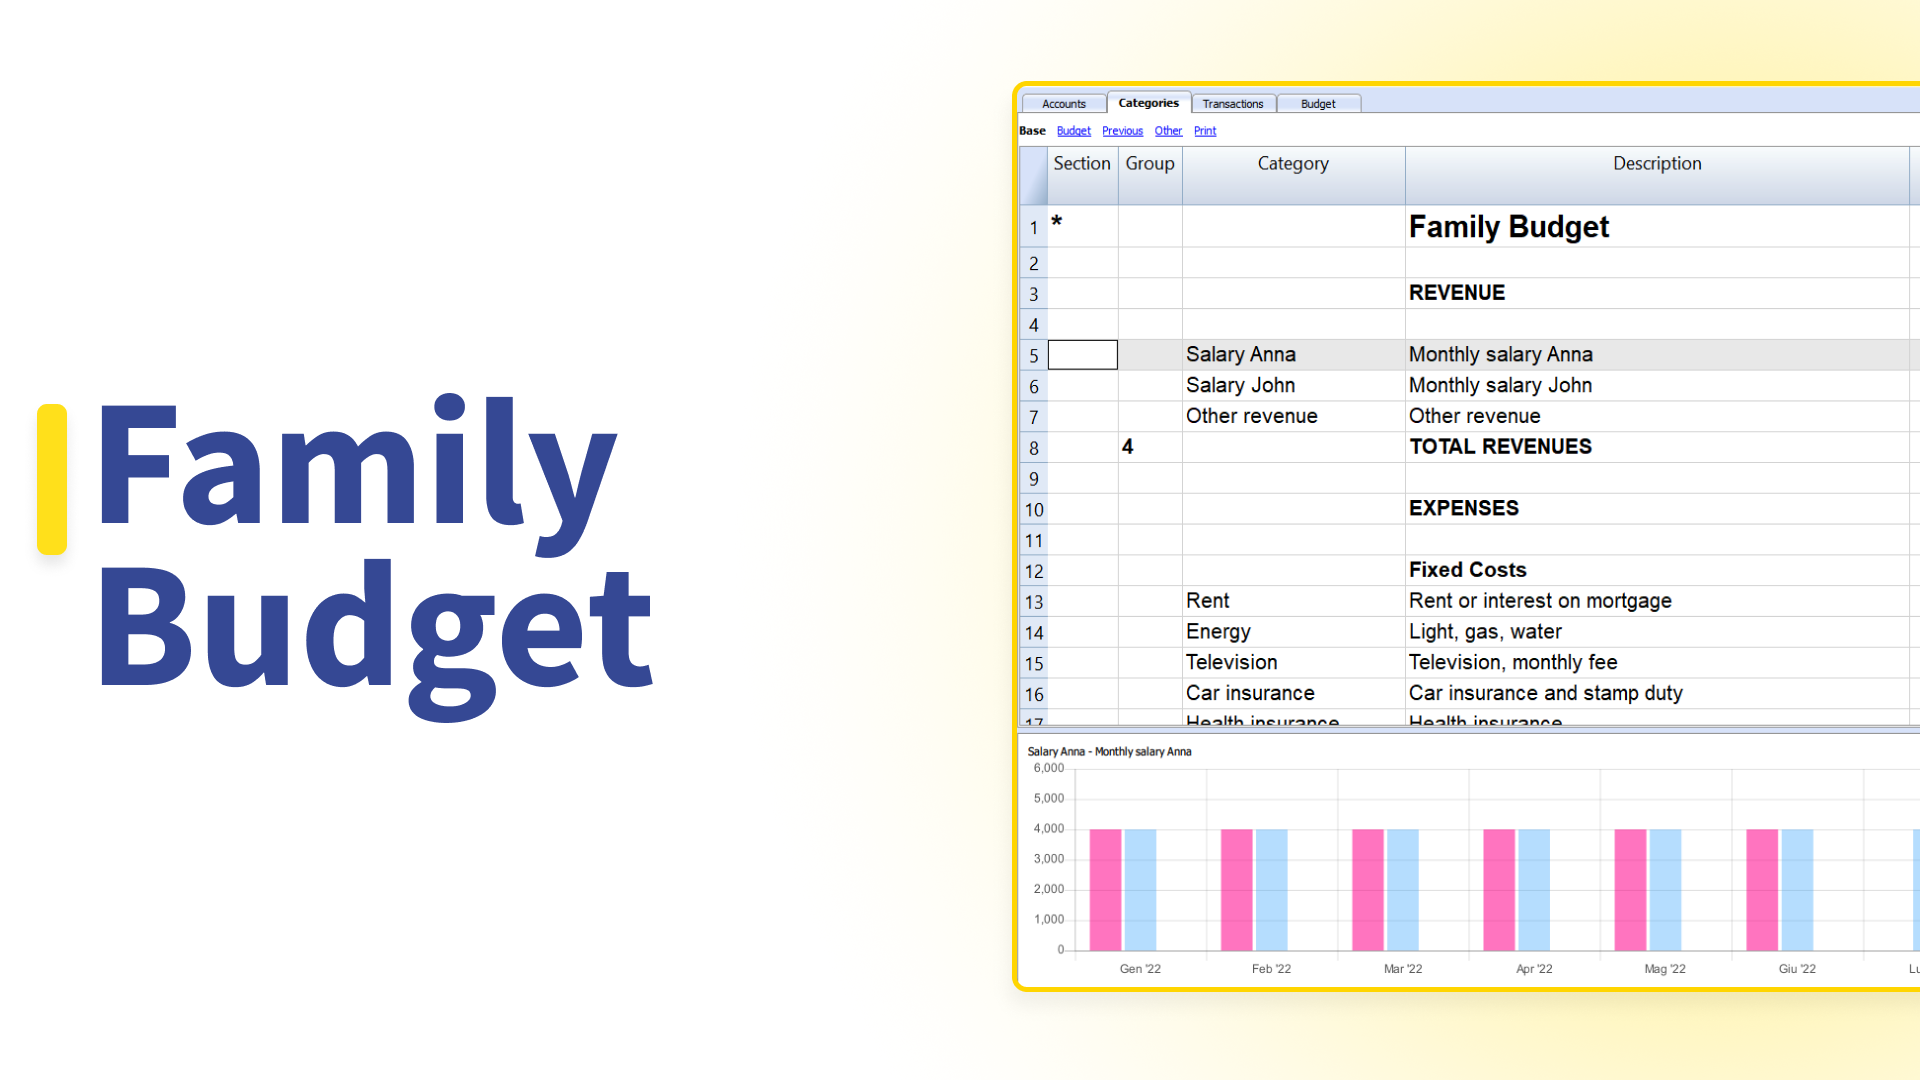 Family
Budget
Accounts Categories Transactions Budget
Base Budget Previous Other Print
Section Group Category Description
1 * Family Budget
2
3 REVENUE
4
5 Salary Anna Monthly salary Anna
6 Salary John Monthly salary John
7 Other revenue Other revenue
8 4 TOTAL REVENUES
9
10 EXPENSES
11
12 Fixed Costs
13 Rent Rent or interest on mortgage
14 Energy Light, gas, water
15 Television Television, monthly fee
16 Car insurance Car insurance and stamp duty
17 Health insurance Health insurance
Salary Anna - Monthly salary Anna
6,000
5,000
4,000
3,000
2,000
1,000
0
Gen '22 Feb '22 Mar '22 Apr '22 Mag '22 Giu '22